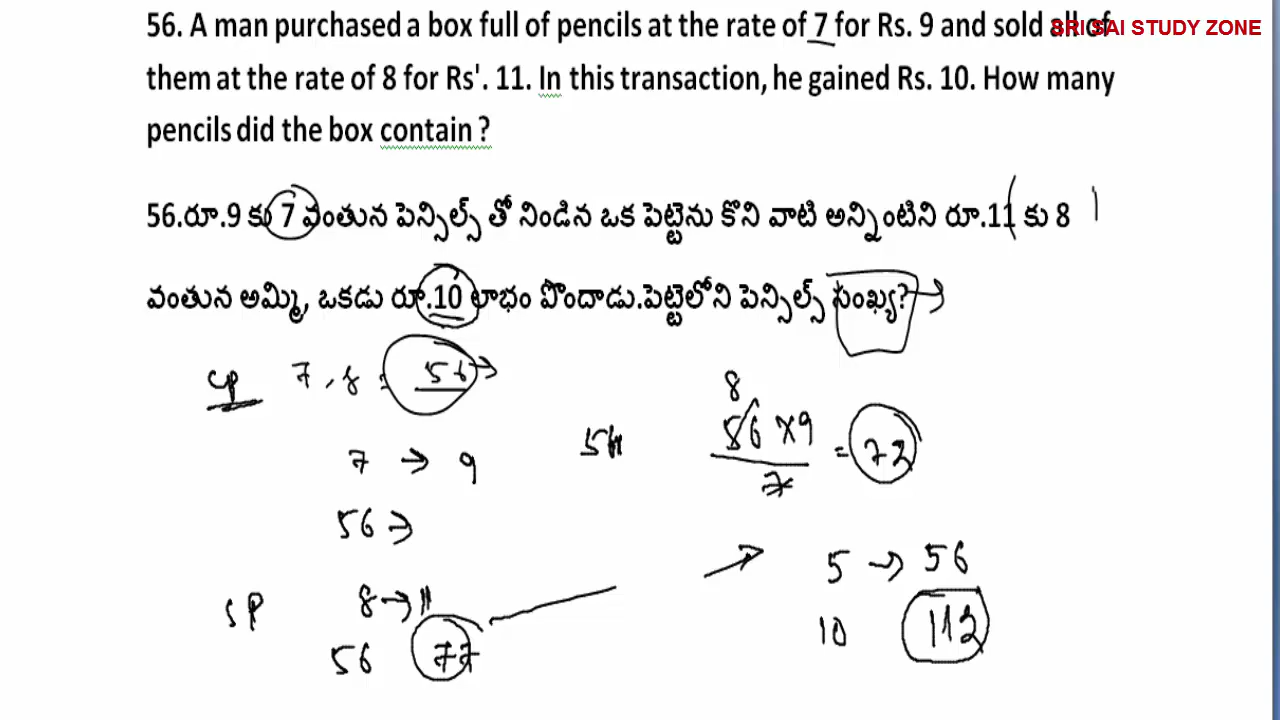 56. A man purchased a box full of pencils at the rate of 7 for Rs. 9 and sold all of
SRI SAI STUDY ZONE
them at the rate of 8 for Rs'. 11. In this transaction, he gained Rs. 10. How many
pencils did the box contain ?
56.రూ.9 కు 7 వంతున పెన్సిల్స్ తో నిండిన ఒక పెట్టెను కొని వాటి అన్నింటిని రూ.11 కు 8
వంతున అమ్మి, ఒకడు రూ.10 లాభం పొందాడు.పెట్టెలోని పెన్సిల్స్ సంఖ్య?
CP 7, 8 = 56
8
56 × 9
= 72
7
7 → 9
56 →
5 → 56
SP 8 → 11
10 112
56 77